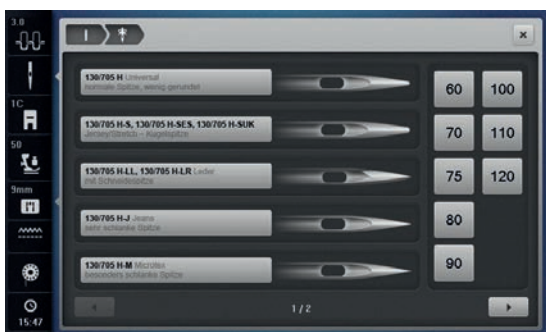 3.0
130/705 H Universal
normale Spitze, wenig gerundet
60
100
1C
130/705 H-S, 130/705 H-SES, 130/705 H-SUK
Jersey/Stretch – Kugelspitze
70
110
50
130/705 H-LL, 130/705 H-LR Leder
mit Schneidespitze
75
120
9mm
130/705 H-J Jeans
sehr schlanke Spitze
80
130/705 H-M Microtex
besonders schlanke Spitze
90
1/2
15:47